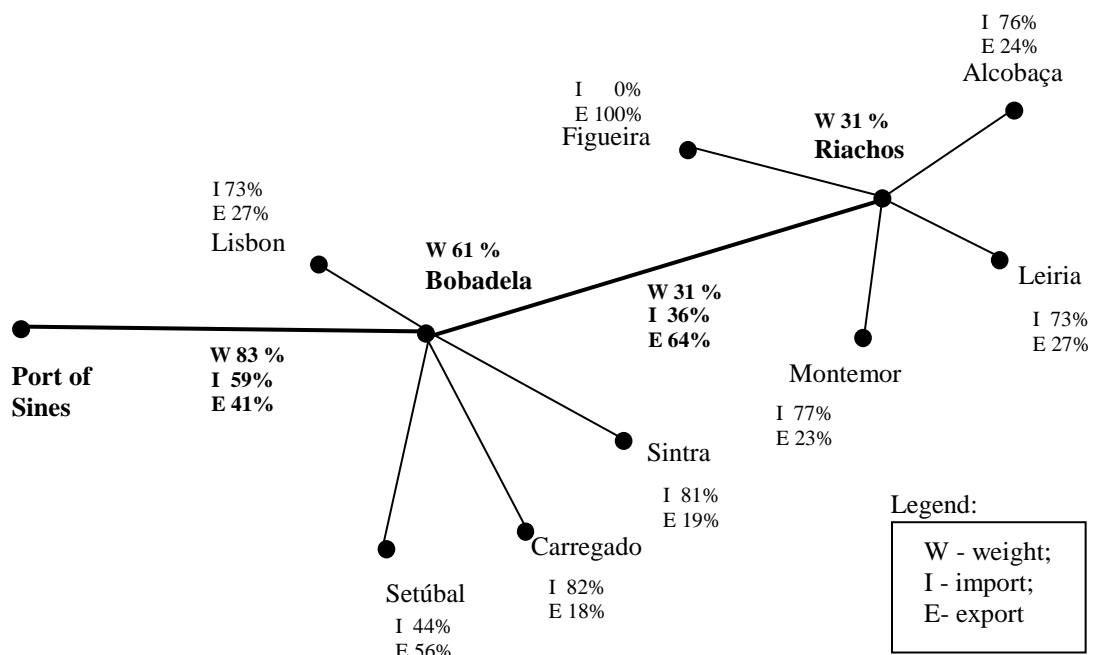 I 76%
E 24%
Alcobaça
I 0%
E 100%
Figueira
W 31 %
Riachos
I 73%
E 27%
Lisbon
W 61 %
Bobadela
W 31 %
I 36%
E 64%
Leiria
I 73%
E 27%
Port of
Sines
W 83 %
I 59%
E 41%
Montemor
I 77%
E 23%
Sintra
I 81%
E 19%
Carregado
I 82%
E 18%
Setúbal
I 44%
E 56%
Legend:
W - weight;
I - import;
E- export